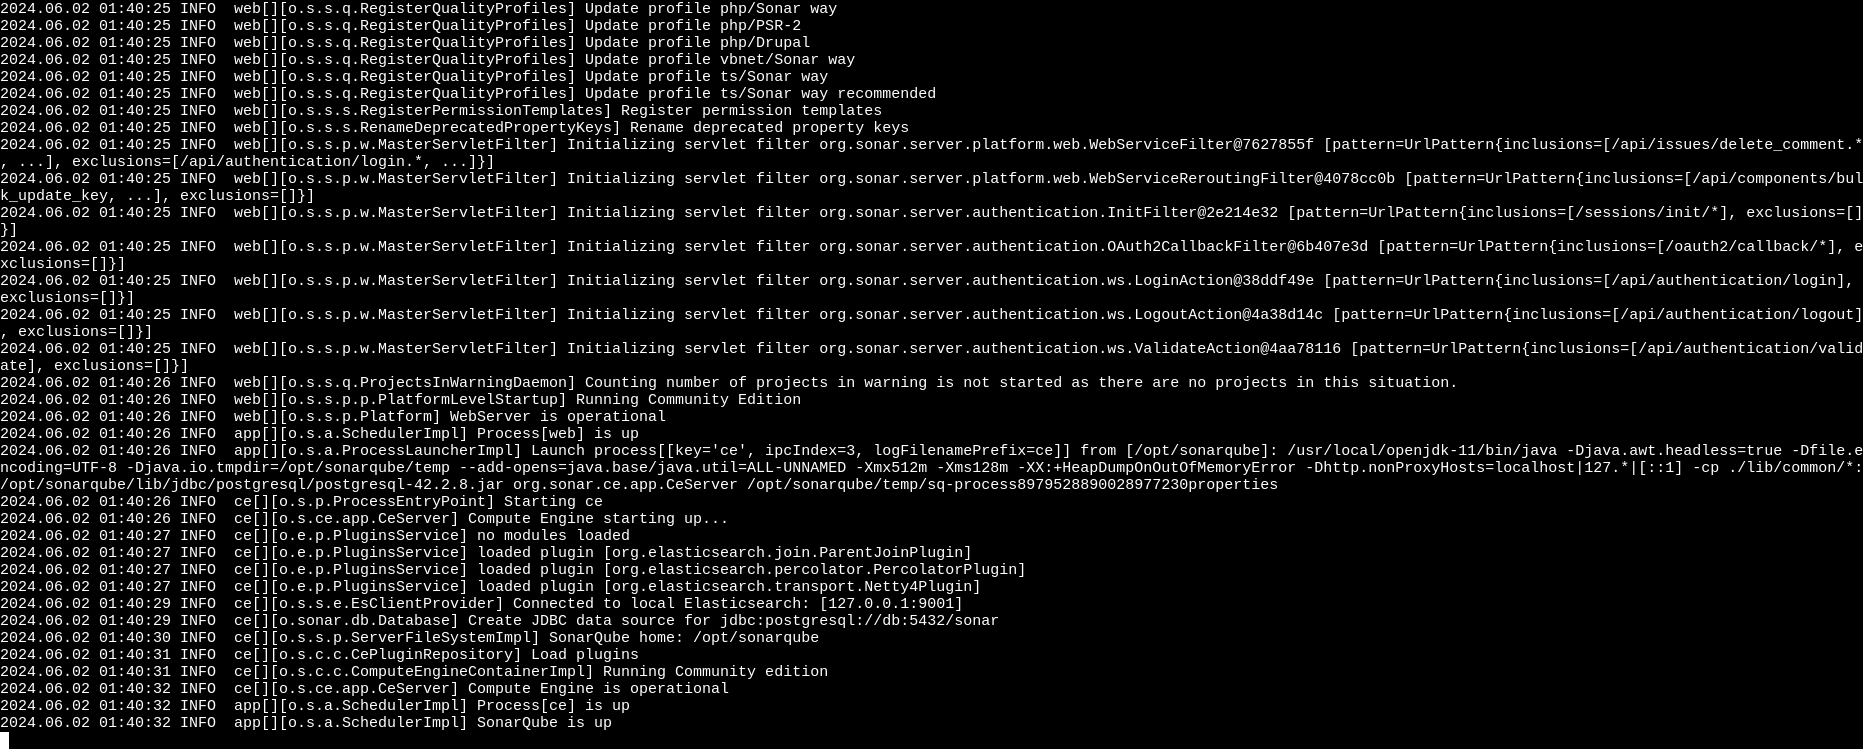 2024.06.02 01:40:25 INFO  web[][o.s.s.q.RegisterQualityProfiles] Update profile php/Sonar way
2024.06.02 01:40:25 INFO  web[][o.s.s.q.RegisterQualityProfiles] Update profile php/PSR-2
2024.06.02 01:40:25 INFO  web[][o.s.s.q.RegisterQualityProfiles] Update profile php/Drupal
2024.06.02 01:40:25 INFO  web[][o.s.s.q.RegisterQualityProfiles] Update profile vbnet/Sonar way
2024.06.02 01:40:25 INFO  web[][o.s.s.q.RegisterQualityProfiles] Update profile ts/Sonar way
2024.06.02 01:40:25 INFO  web[][o.s.s.q.RegisterQualityProfiles] Update profile ts/Sonar way recommended
2024.06.02 01:40:25 INFO  web[][o.s.s.s.RegisterPermissionTemplates] Register permission templates
2024.06.02 01:40:25 INFO  web[][o.s.s.s.RenameDeprecatedPropertyKeys] Rename deprecated property keys
2024.06.02 01:40:25 INFO  web[][o.s.s.p.w.MasterServletFilter] Initializing servlet filter org.sonar.server.platform.web.WebServiceFilter@7627855f [pattern=UrlPattern{inclusions=[/api/issues/delete_comment.*
, ...], exclusions=[/api/authentication/login.*, ...]}]
2024.06.02 01:40:25 INFO  web[][o.s.s.p.w.MasterServletFilter] Initializing servlet filter org.sonar.server.platform.web.WebServiceReroutingFilter@4078cc0b [pattern=UrlPattern{inclusions=[/api/components/bul
k_update_key, ...], exclusions=[]}]
2024.06.02 01:40:25 INFO  web[][o.s.s.p.w.MasterServletFilter] Initializing servlet filter org.sonar.server.authentication.InitFilter@2e214e32 [pattern=UrlPattern{inclusions=[/sessions/init/*], exclusions=[]
}]
2024.06.02 01:40:25 INFO  web[][o.s.s.p.w.MasterServletFilter] Initializing servlet filter org.sonar.server.authentication.OAuth2CallbackFilter@6b407e3d [pattern=UrlPattern{inclusions=[/oauth2/callback/*], e
xclusions=[]}]
2024.06.02 01:40:25 INFO  web[][o.s.s.p.w.MasterServletFilter] Initializing servlet filter org.sonar.server.authentication.ws.LoginAction@38ddf49e [pattern=UrlPattern{inclusions=[/api/authentication/login],
exclusions=[]}]
2024.06.02 01:40:25 INFO  web[][o.s.s.p.w.MasterServletFilter] Initializing servlet filter org.sonar.server.authentication.ws.LogoutAction@4a38d14c [pattern=UrlPattern{inclusions=[/api/authentication/logout]
, exclusions=[]}]
2024.06.02 01:40:25 INFO  web[][o.s.s.p.w.MasterServletFilter] Initializing servlet filter org.sonar.server.authentication.ws.ValidateAction@4aa78116 [pattern=UrlPattern{inclusions=[/api/authentication/valid
ate], exclusions=[]}]
2024.06.02 01:40:26 INFO  web[][o.s.s.q.ProjectsInWarningDaemon] Counting number of projects in warning is not started as there are no projects in this situation.
2024.06.02 01:40:26 INFO  web[][o.s.s.p.p.PlatformLevelStartup] Running Community Edition
2024.06.02 01:40:26 INFO  web[][o.s.s.p.Platform] WebServer is operational
2024.06.02 01:40:26 INFO  app[][o.s.a.SchedulerImpl] Process[web] is up
2024.06.02 01:40:26 INFO  app[][o.s.a.ProcessLauncherImpl] Launch process[[key='ce', ipcIndex=3, logFilenamePrefix=ce]] from [/opt/sonarqube]: /usr/local/openjdk-11/bin/java -Djava.awt.headless=true -Dfile.e
ncoding=UTF-8 -Djava.io.tmpdir=/opt/sonarqube/temp --add-opens=java.base/java.util=ALL-UNNAMED -Xmx512m -Xms128m -XX:+HeapDumpOnOutOfMemoryError -Dhttp.nonProxyHosts=localhost|127.*|[::1] -cp ./lib/common/*:
/opt/sonarqube/lib/jdbc/postgresql/postgresql-42.2.8.jar org.sonar.ce.app.CeServer /opt/sonarqube/temp/sq-process8979528890028977230properties
2024.06.02 01:40:26 INFO  ce[][o.s.p.ProcessEntryPoint] Starting ce
2024.06.02 01:40:26 INFO  ce[][o.s.ce.app.CeServer] Compute Engine starting up...
2024.06.02 01:40:27 INFO  ce[][o.e.p.PluginsService] no modules loaded
2024.06.02 01:40:27 INFO  ce[][o.e.p.PluginsService] loaded plugin [org.elasticsearch.join.ParentJoinPlugin]
2024.06.02 01:40:27 INFO  ce[][o.e.p.PluginsService] loaded plugin [org.elasticsearch.percolator.PercolatorPlugin]
2024.06.02 01:40:27 INFO  ce[][o.e.p.PluginsService] loaded plugin [org.elasticsearch.transport.Netty4Plugin]
2024.06.02 01:40:29 INFO  ce[][o.s.s.e.EsClientProvider] Connected to local Elasticsearch: [127.0.0.1:9001]
2024.06.02 01:40:29 INFO  ce[][o.sonar.db.Database] Create JDBC data source for jdbc:postgresql://db:5432/sonar
2024.06.02 01:40:30 INFO  ce[][o.s.s.p.ServerFileSystemImpl] SonarQube home: /opt/sonarqube
2024.06.02 01:40:31 INFO  ce[][o.s.c.c.CePluginRepository] Load plugins
2024.06.02 01:40:31 INFO  ce[][o.s.c.c.ComputeEngineContainerImpl] Running Community edition
2024.06.02 01:40:32 INFO  ce[][o.s.ce.app.CeServer] Compute Engine is operational
2024.06.02 01:40:32 INFO  app[][o.s.a.SchedulerImpl] Process[ce] is up
2024.06.02 01:40:32 INFO  app[][o.s.a.SchedulerImpl] SonarQube is up